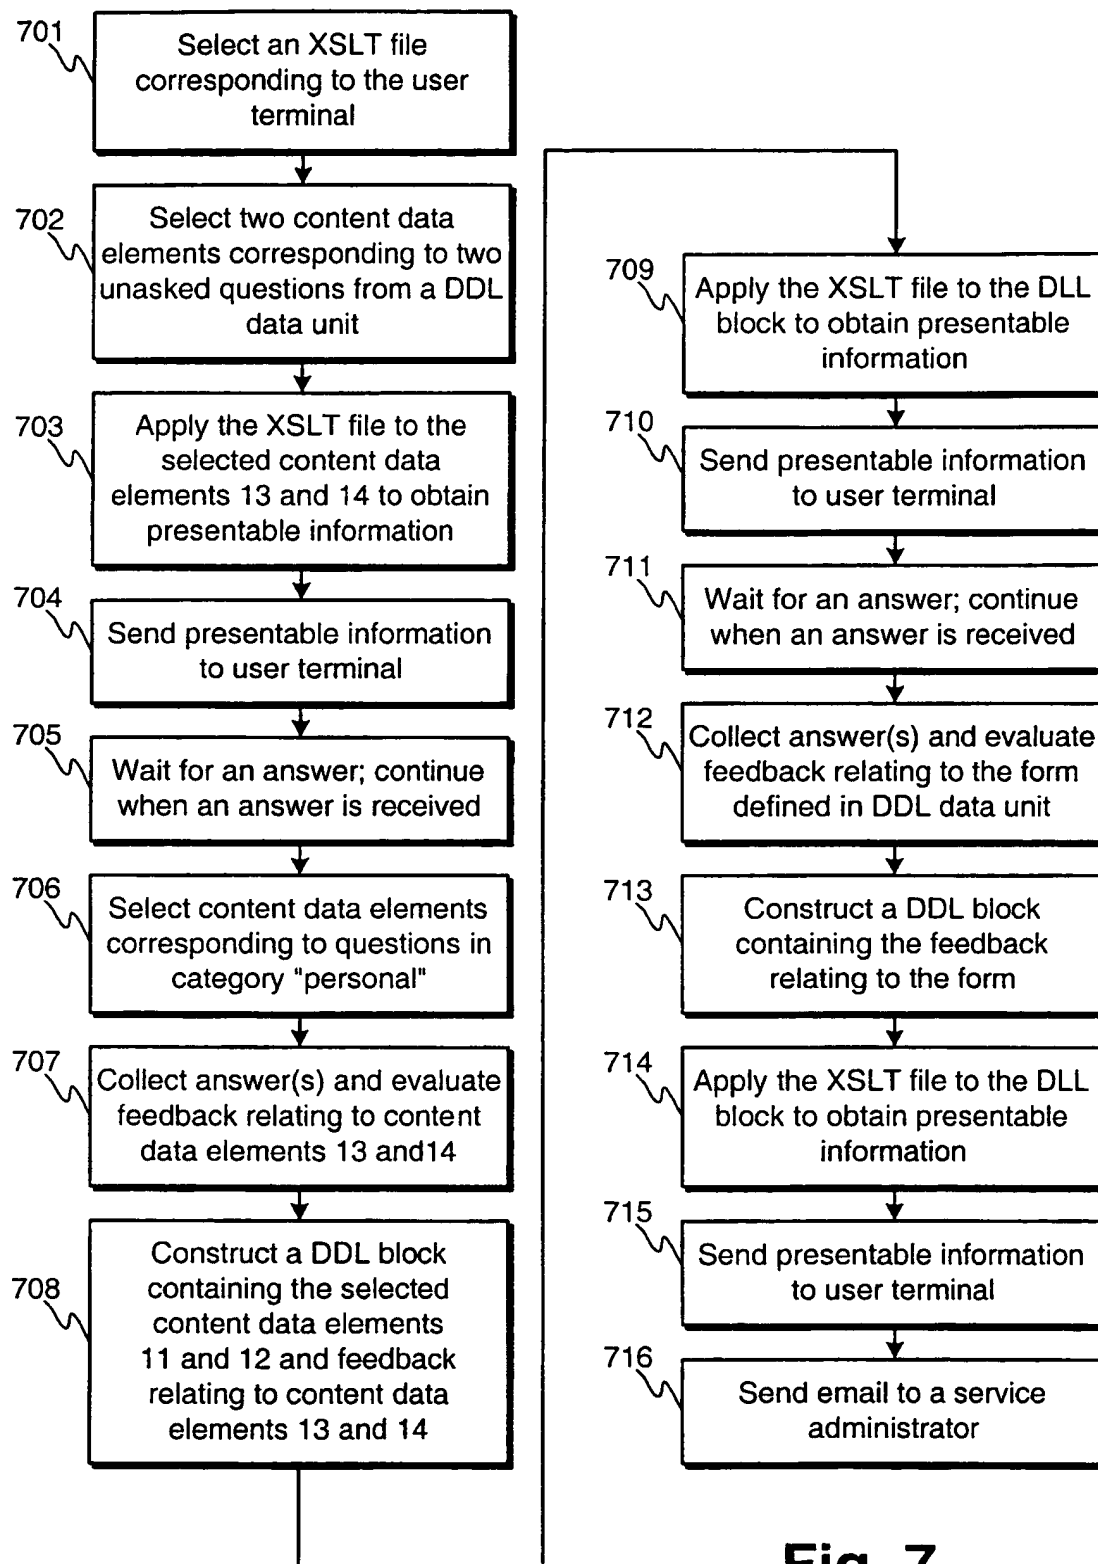 701
Select an XSLT file
corresponding to the user
terminal
702
Select two content data
elements corresponding to two
unasked questions from a DDL
data unit
703
Apply the XSLT file to the
selected content data
elements 13 and 14 to obtain
presentable information
704
Send presentable information
to user terminal
705
Wait for an answer; continue
when an answer is received
706
Select content data elements
corresponding to questions in
category "personal"
707
Collect answer(s) and evaluate
feedback relating to content
data elements 13 and14
708
Construct a DDL block
containing the selected
content data elements
11 and 12 and feedback
relating to content data
elements 13 and 14
709
Apply the XSLT file to the DLL
block to obtain presentable
information
710
Send presentable information
to user terminal
711
Wait for an answer; continue
when an answer is received
712
Collect answer(s) and evaluate
feedback relating to the form
defined in DDL data unit
713
Construct a DDL block
containing the feedback
relating to the form
714
Apply the XSLT file to the DLL
block to obtain presentable
information
715
Send presentable information
to user terminal
716
Send email to a service
administrator
Fig. 7